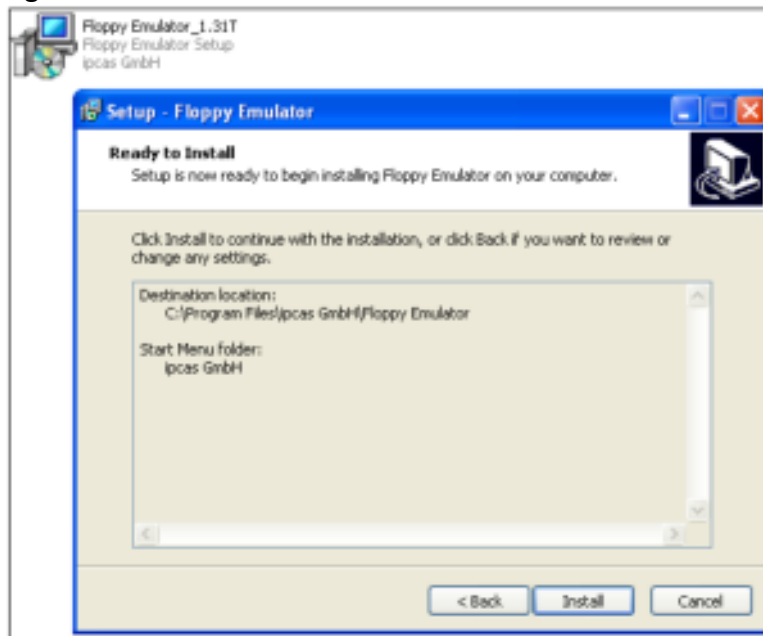 Floppy Emulator_1.31T
Floppy Emulator Setup
ipcas GmbH
Setup - Floppy Emulator
Ready to Install
Setup is now ready to begin installing Floppy Emulator on your computer.
Click Install to continue with the installation, or click Back if you want to review or
change any settings.
Destination location:
C:\Program Files\ipcas GmbH\Floppy Emulator
Start Menu folder:
ipcas GmbH
< Back
Install
Cancel